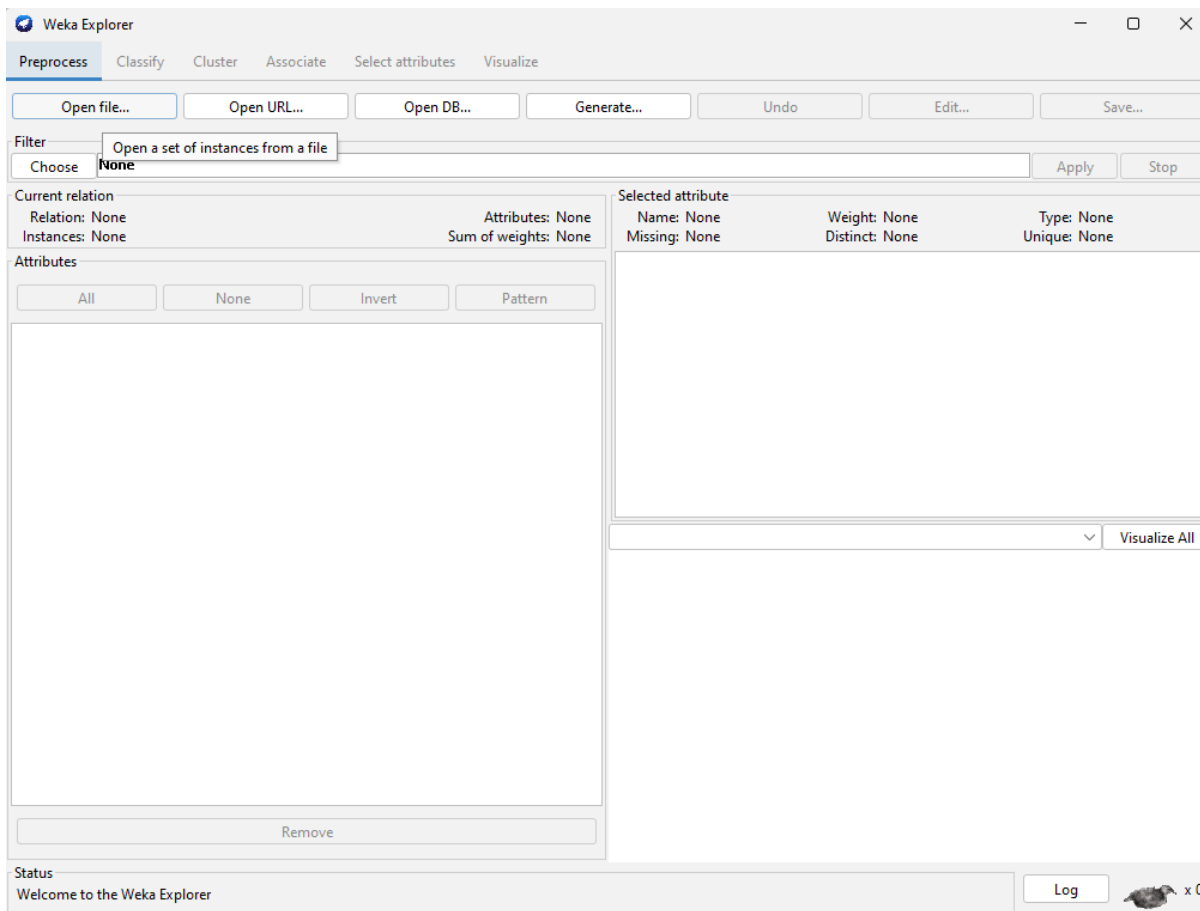 Weka Explorer
Preprocess Classify Cluster Associate Select attributes Visualize
Open file... Open URL... Open DB... Generate... Undo Edit... Save...
Filter
Open a set of instances from a file
Choose None Apply Stop
Current relation
Relation: None Attributes: None
Instances: None Sum of weights: None
Selected attribute
Name: None Weight: None Type: None
Missing: None Distinct: None Unique: None
Attributes
All None Invert Pattern
Visualize All
Remove
Status
Welcome to the Weka Explorer
Log x 0